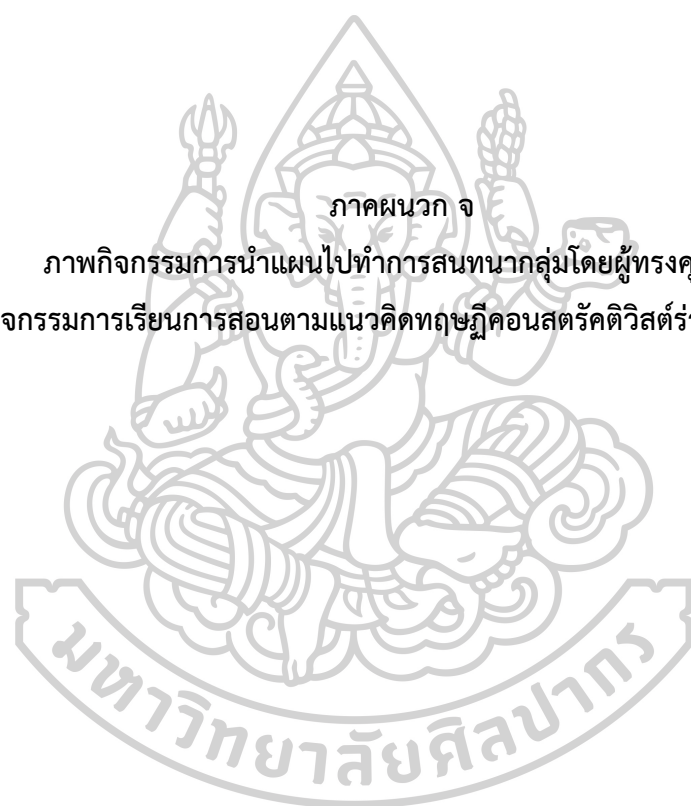 ภาคผนวก จ
ภาพกิจกรรมการนำแผนไปทำการสนทนากลุ่มโดยผู้ทรงคุ
จกรรมการเรียนการสอนตามแนวคิดทฤษฎีคอนสตรัคติวิสต์ร่
มหาวิทยาลัยศิลปากร